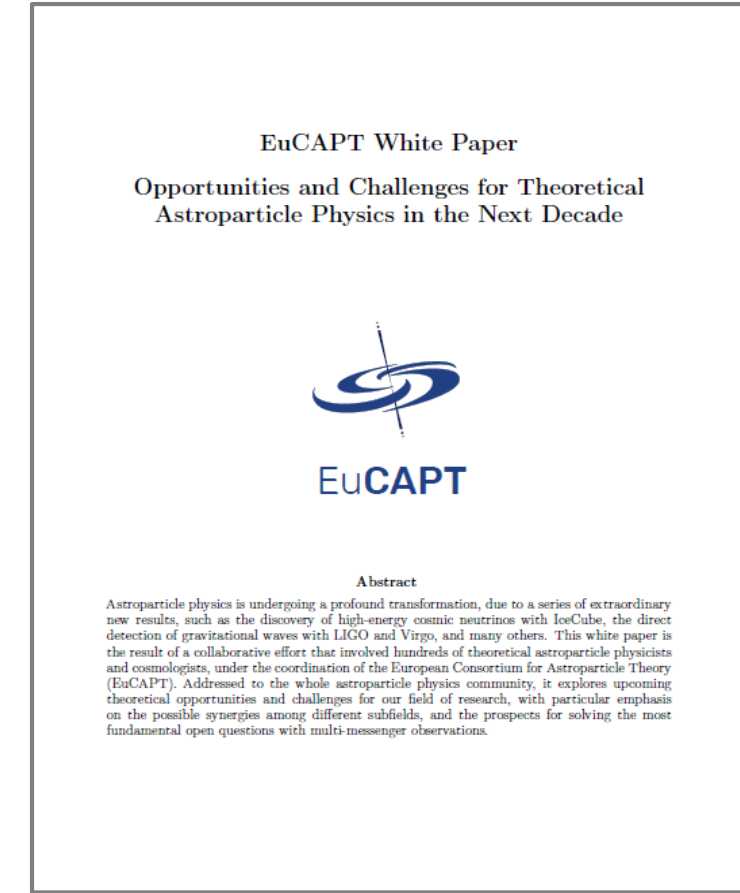 EuCAPT White Paper
Opportunities and Challenges for Theoretical
Astroparticle Physics in the Next Decade
EuCAPT
Abstract
Astroparticle physics is undergoing a profound transformation, due to a series of extraordinary
new results, such as the discovery of high-energy cosmic neutrinos with IceCube, the direct
detection of gravitational waves with LIGO and Virgo, and many others. This white paper is
the result of a collaborative effort that involved hundreds of theoretical astroparticle physicists
and cosmologists, under the coordination of the European Consortium for Astroparticle Theory
(EuCAPT). Addressed to the whole astroparticle physics community, it explores upcoming
theoretical opportunities and challenges for our field of research, with particular emphasis
on the possible synergies among different subfields, and the prospects for solving the most
fundamental open questions with multi-messenger observations.